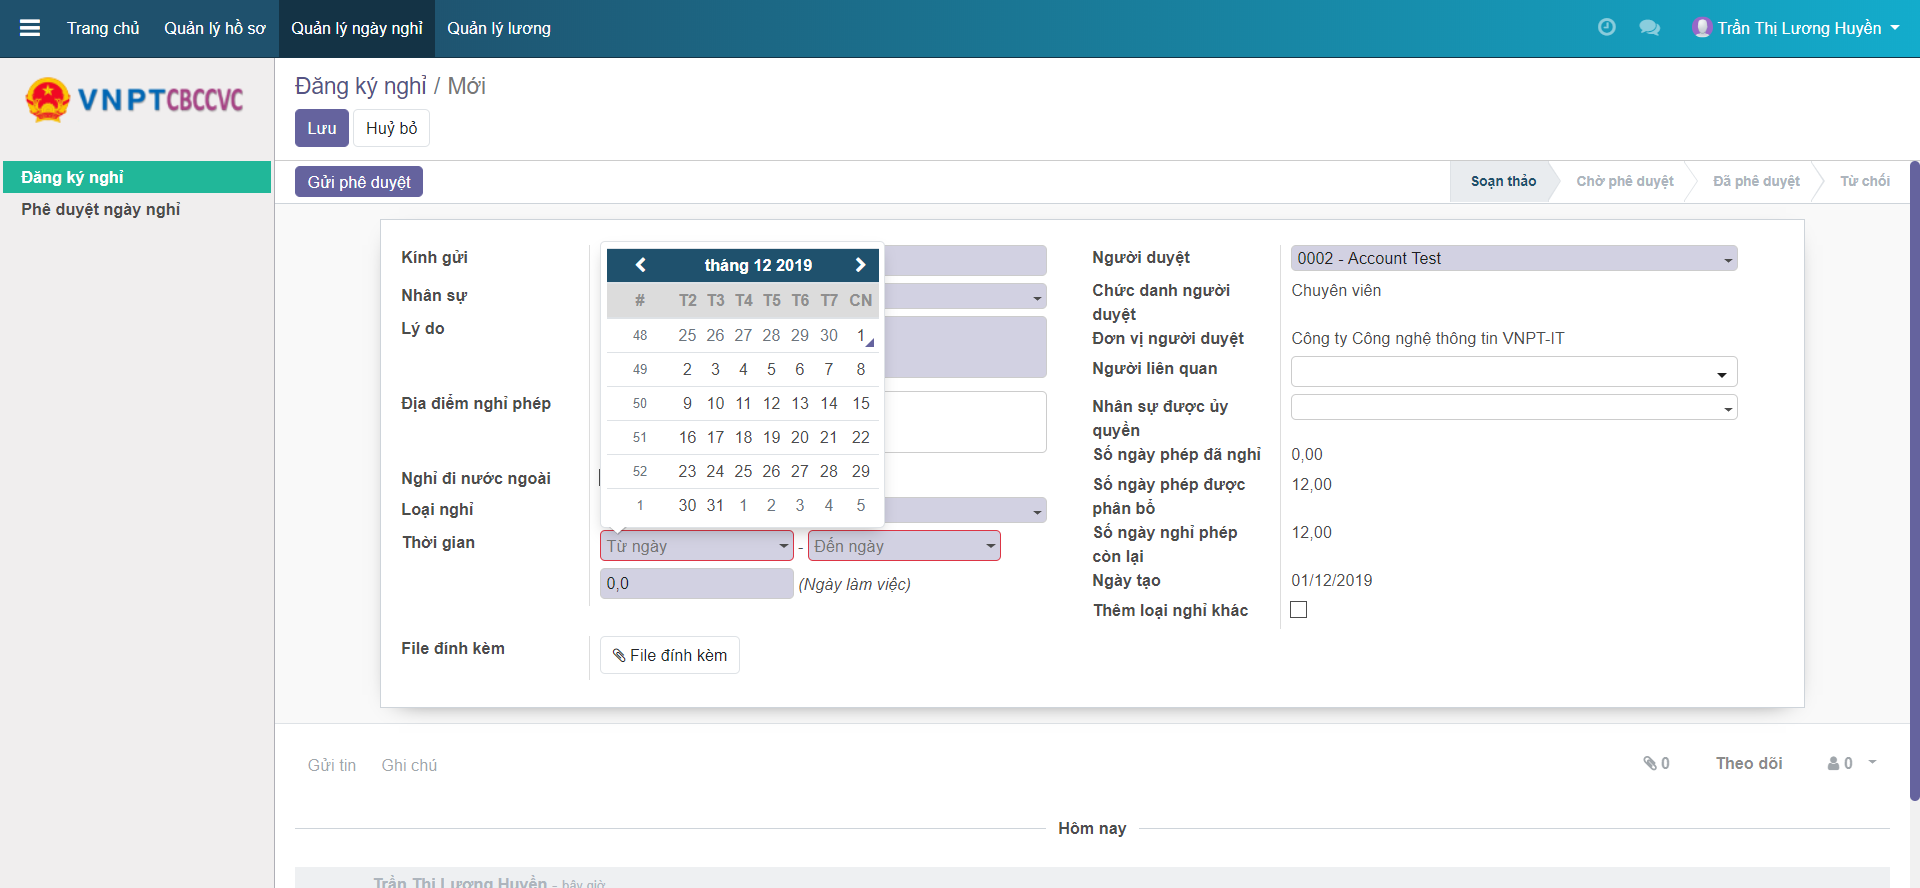 Trang chủ Quản lý hồ sơ Quản lý ngày nghỉ Quản lý lương Trần Thị Lương Huyền
VNPT CBCCVC
Đăng ký nghỉ
Phê duyệt ngày nghỉ
Đăng ký nghỉ / Mới
Lưu Huỷ bỏ
Gửi phê duyệt
Soạn thảo Chờ phê duyệt Đã phê duyệt Từ chối
Kính gửi
Nhân sự
Lý do
Địa điểm nghỉ phép
Nghỉ đi nước ngoài
Loại nghỉ
Thời gian
tháng 12 2019
# T2 T3 T4 T5 T6 T7 CN
48 25 26 27 28 29 30 1
49 2 3 4 5 6 7 8
50 9 10 11 12 13 14 15
51 16 17 18 19 20 21 22
52 23 24 25 26 27 28 29
1 30 31 1 2 3 4 5
Từ ngày - Đến ngày
0,0 (Ngày làm việc)
File đính kèm File đính kèm
Người duyệt 0002 - Account Test
Chức danh người duyệt Chuyên viên
Đơn vị người duyệt Công ty Công nghệ thông tin VNPT-IT
Người liên quan
Nhân sự được ủy
quyền
Số ngày phép đã nghỉ 0,00
Số ngày phép được 12,00
phân bổ
Số ngày nghỉ phép 12,00
còn lại
Ngày tạo 01/12/2019
Thêm loại nghỉ khác
Gửi tin Ghi chú 0 Theo dõi 0
Hôm nay
Trần Thị Lương Huyền - bây giờ